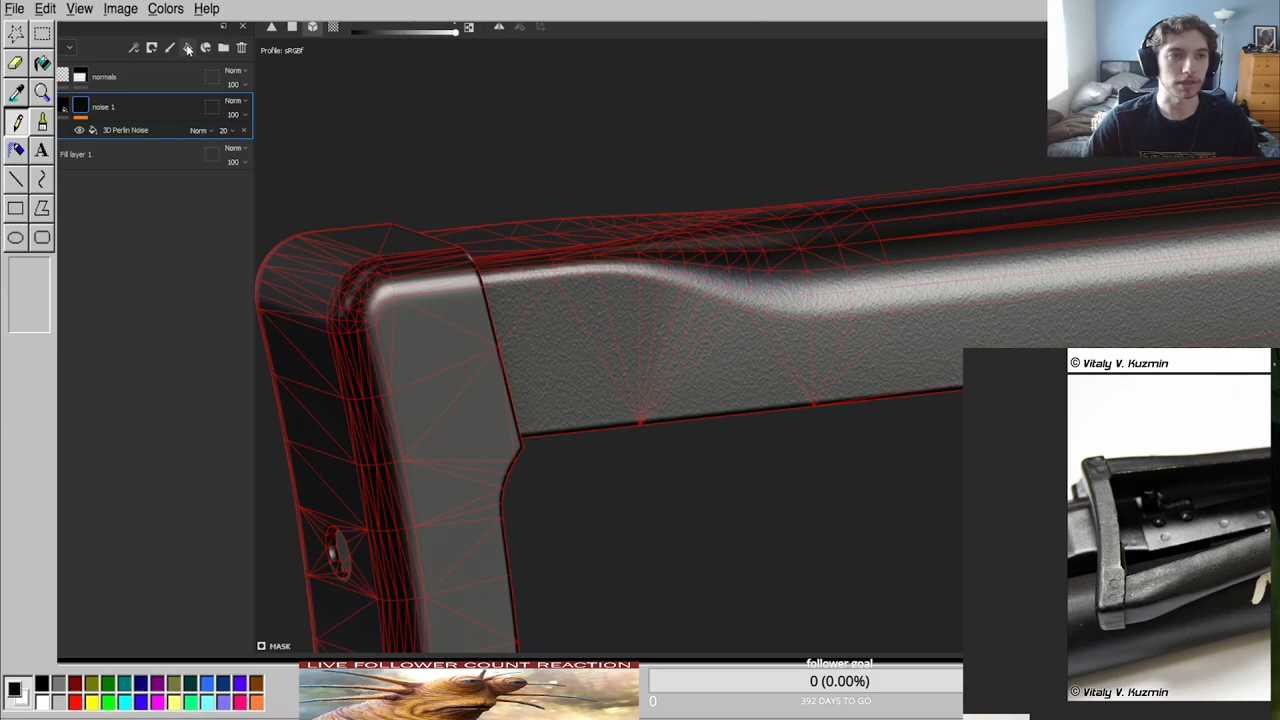 File Edit View Image Colors Help
Profile: sRGBf
normals
Norm
100
noise 1
Norm
100
3D Perlin Noise Norm 20
Fill layer 1
Norm
100
© Vitaly V. Kuzmin
© Vitaly V. Kuzmin
MASK
LIVE FOLLOWER COUNT REACTION
follower goal
0 (0.00%)
0
392 DAYS TO GO